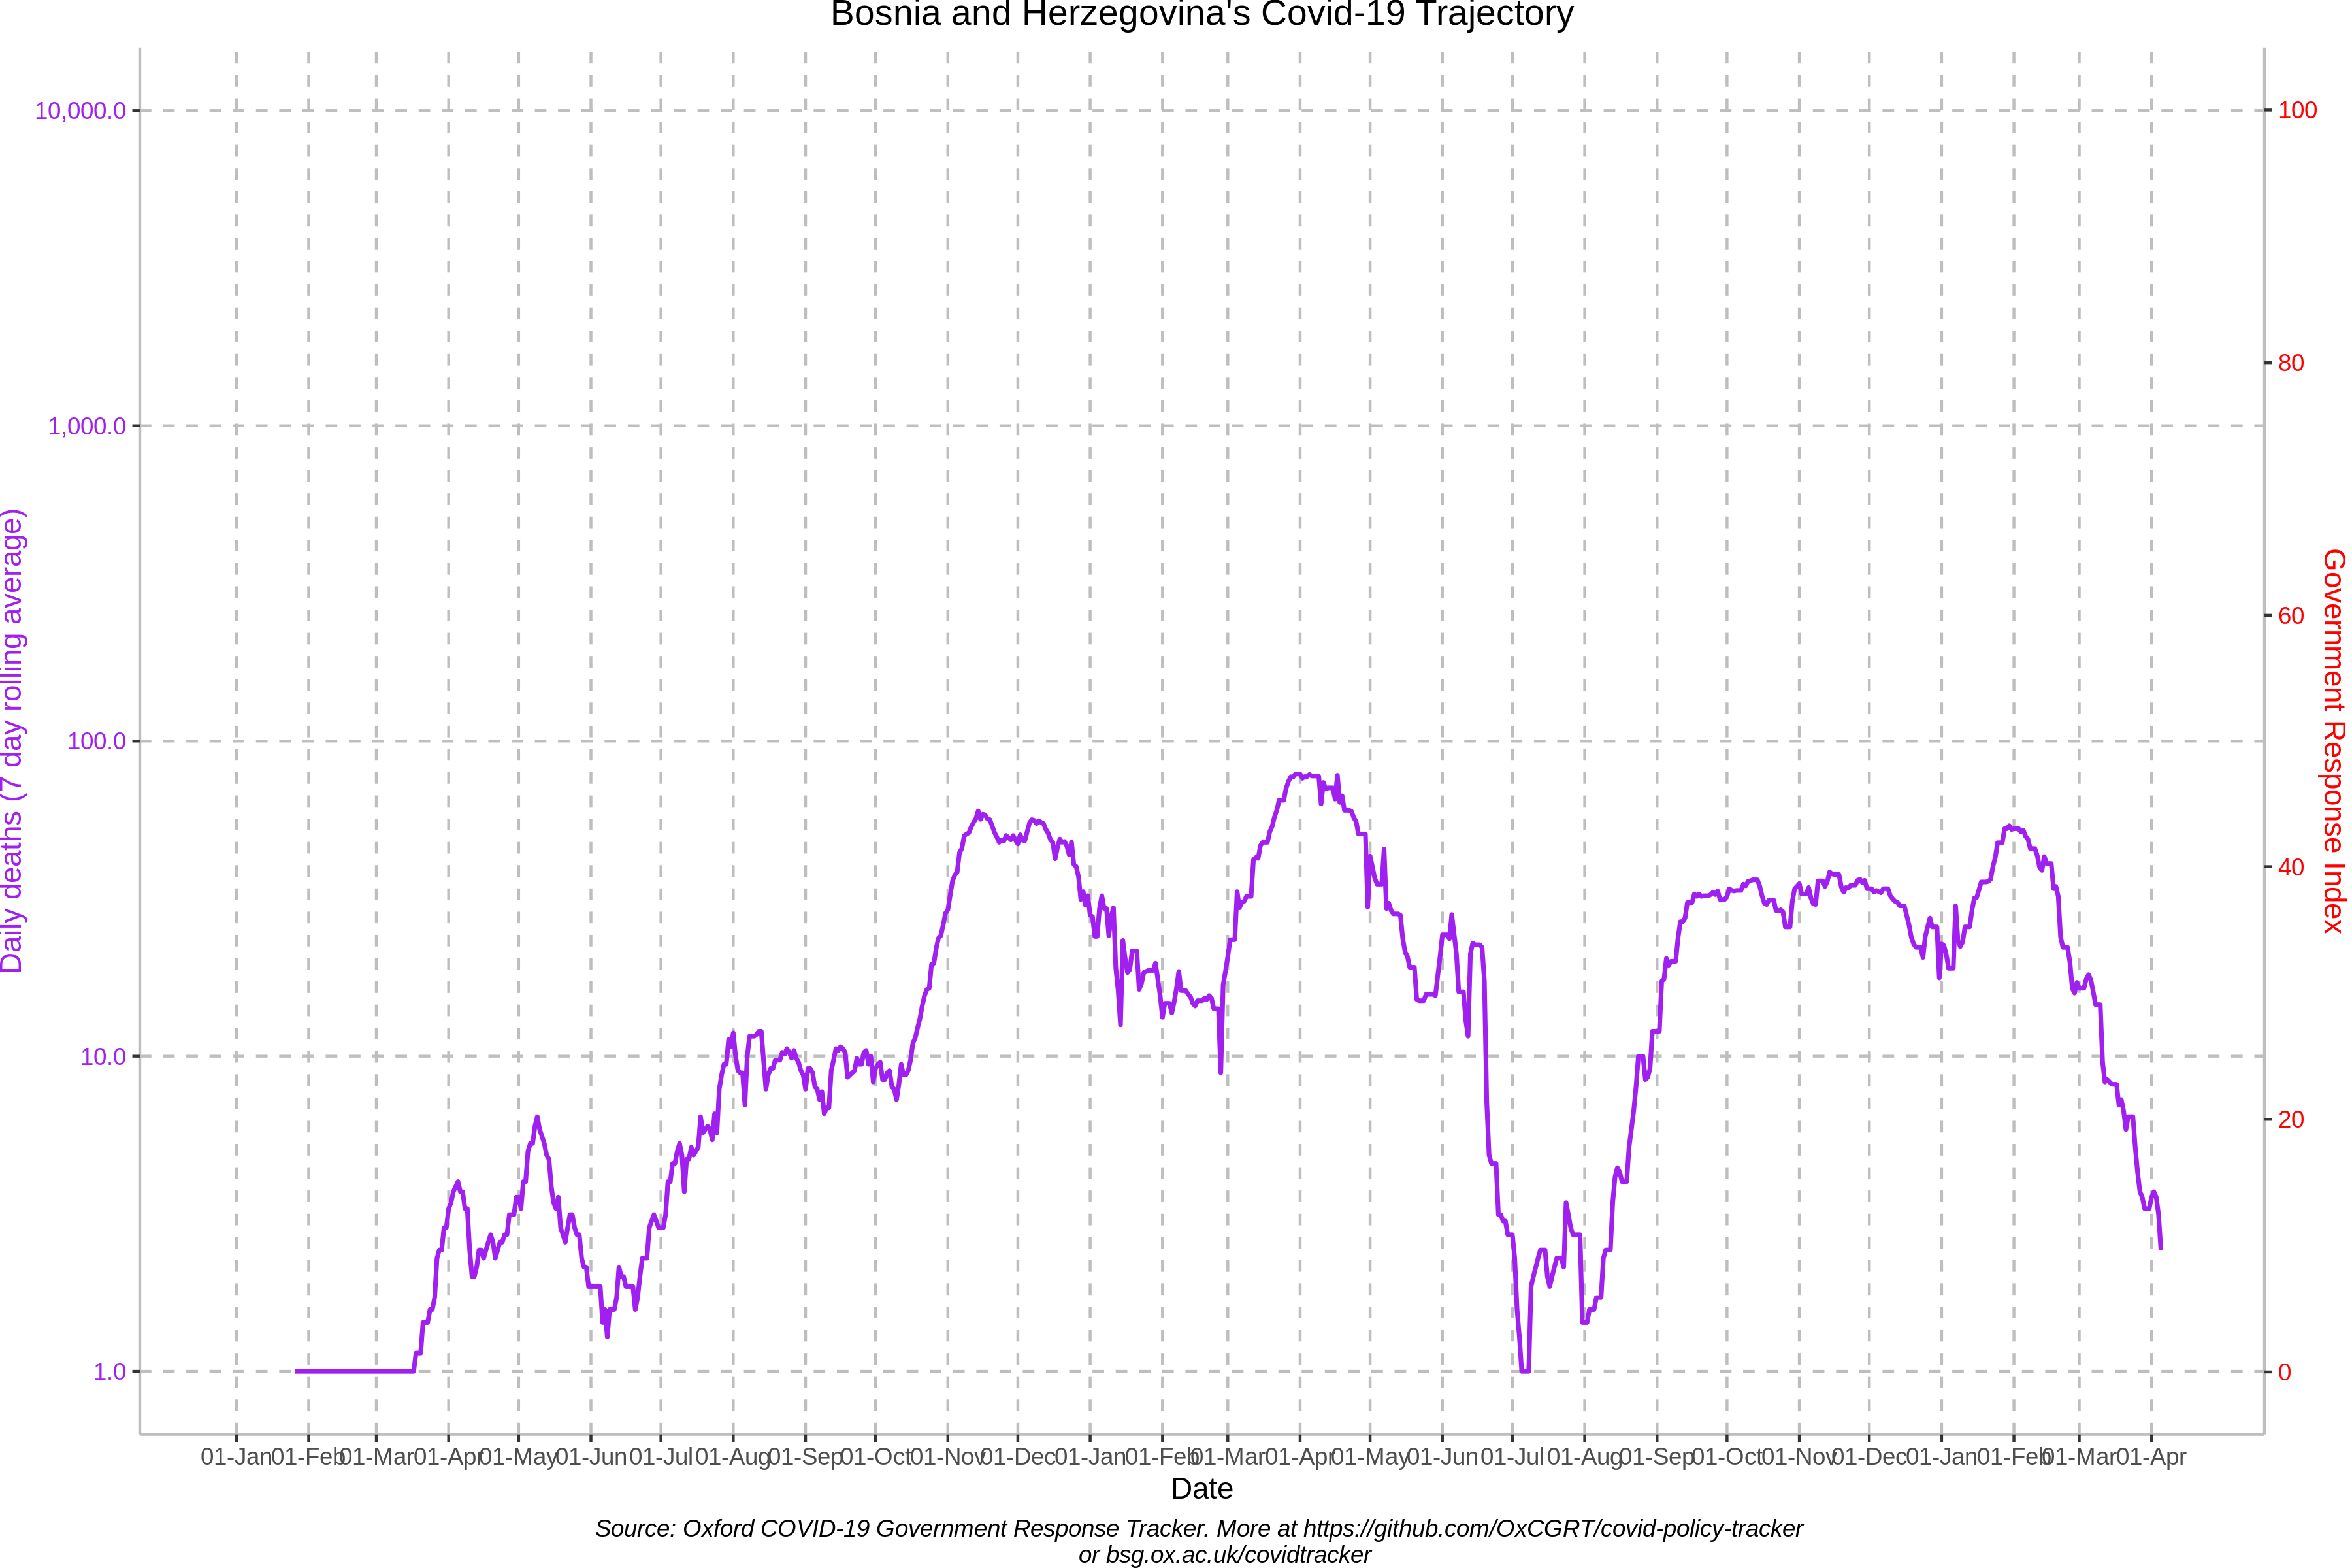 Bosnia and Herzegovina's Covid-19 Trajectory
10,000.0
1,000.0
100.0
10.0
1.0
Daily deaths (7 day rolling average)
100
80
60
40
20
0
Government Response Index
01-Jan 01-Feb 01-Mar 01-Apr 01-May 01-Jun 01-Jul 01-Aug 01-Sep 01-Oct 01-Nov 01-Dec 01-Jan 01-Feb 01-Mar 01-Apr 01-May 01-Jun 01-Jul 01-Aug 01-Sep 01-Oct 01-Nov 01-Dec 01-Jan 01-Feb 01-Mar 01-Apr
Date
Source: Oxford COVID-19 Government Response Tracker. More at https://github.com/OxCGRT/covid-policy-tracker
or bsg.ox.ac.uk/covidtracker